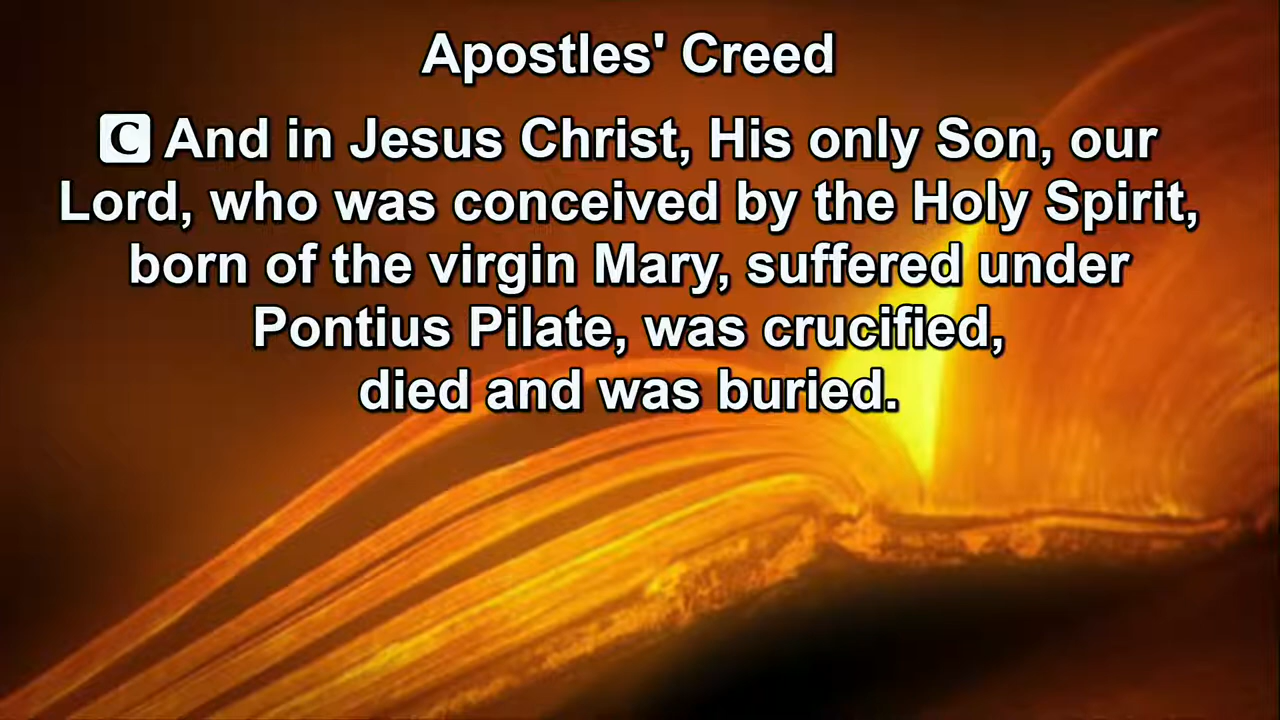 Apostles' Creed
C And in Jesus Christ, His only Son, our
Lord, who was conceived by the Holy Spirit,
born of the virgin Mary, suffered under
Pontius Pilate, was crucified,
died and was buried.